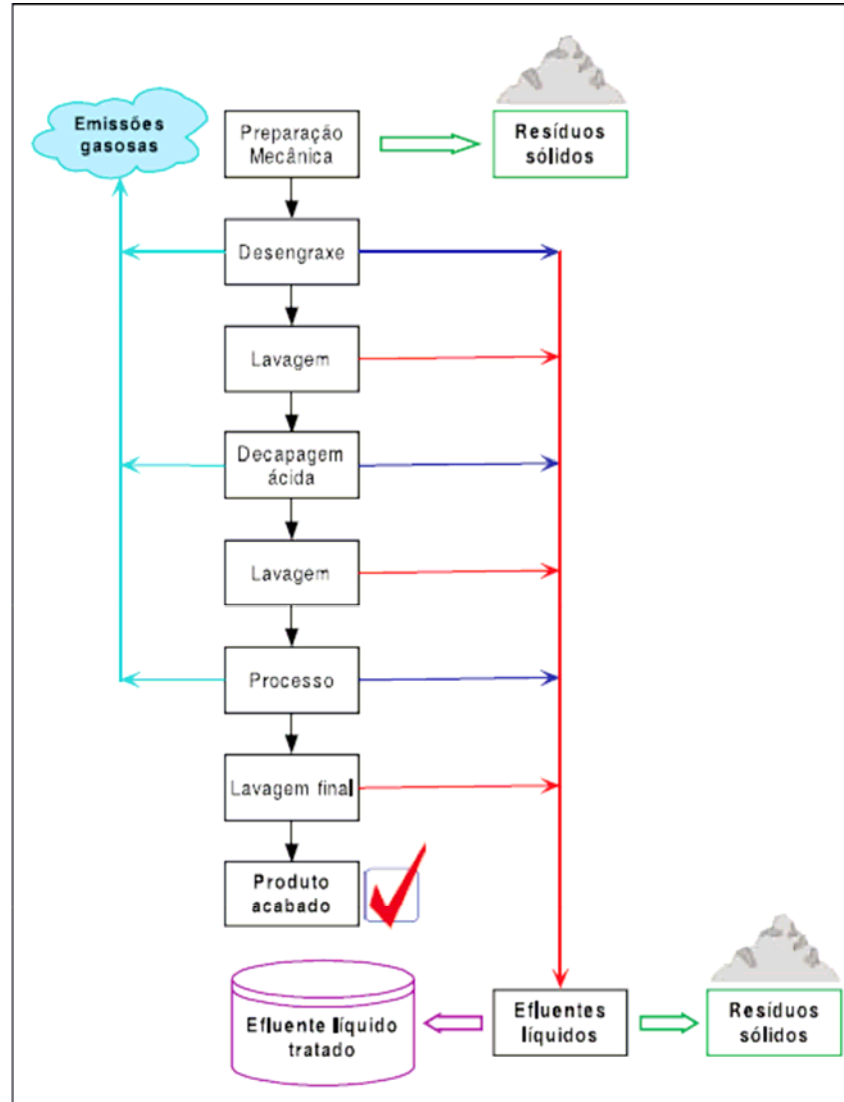 Emissões
gasosas
Preparação
Mecânica
Resíduos
sólidos
Desengraxe
Lavagem
Decapagem
ácida
Lavagem
Processo
Lavagem final
Produto
acabado
Efluente líquido
tratado
Efluentes
líquidos
Resíduos
sólidos